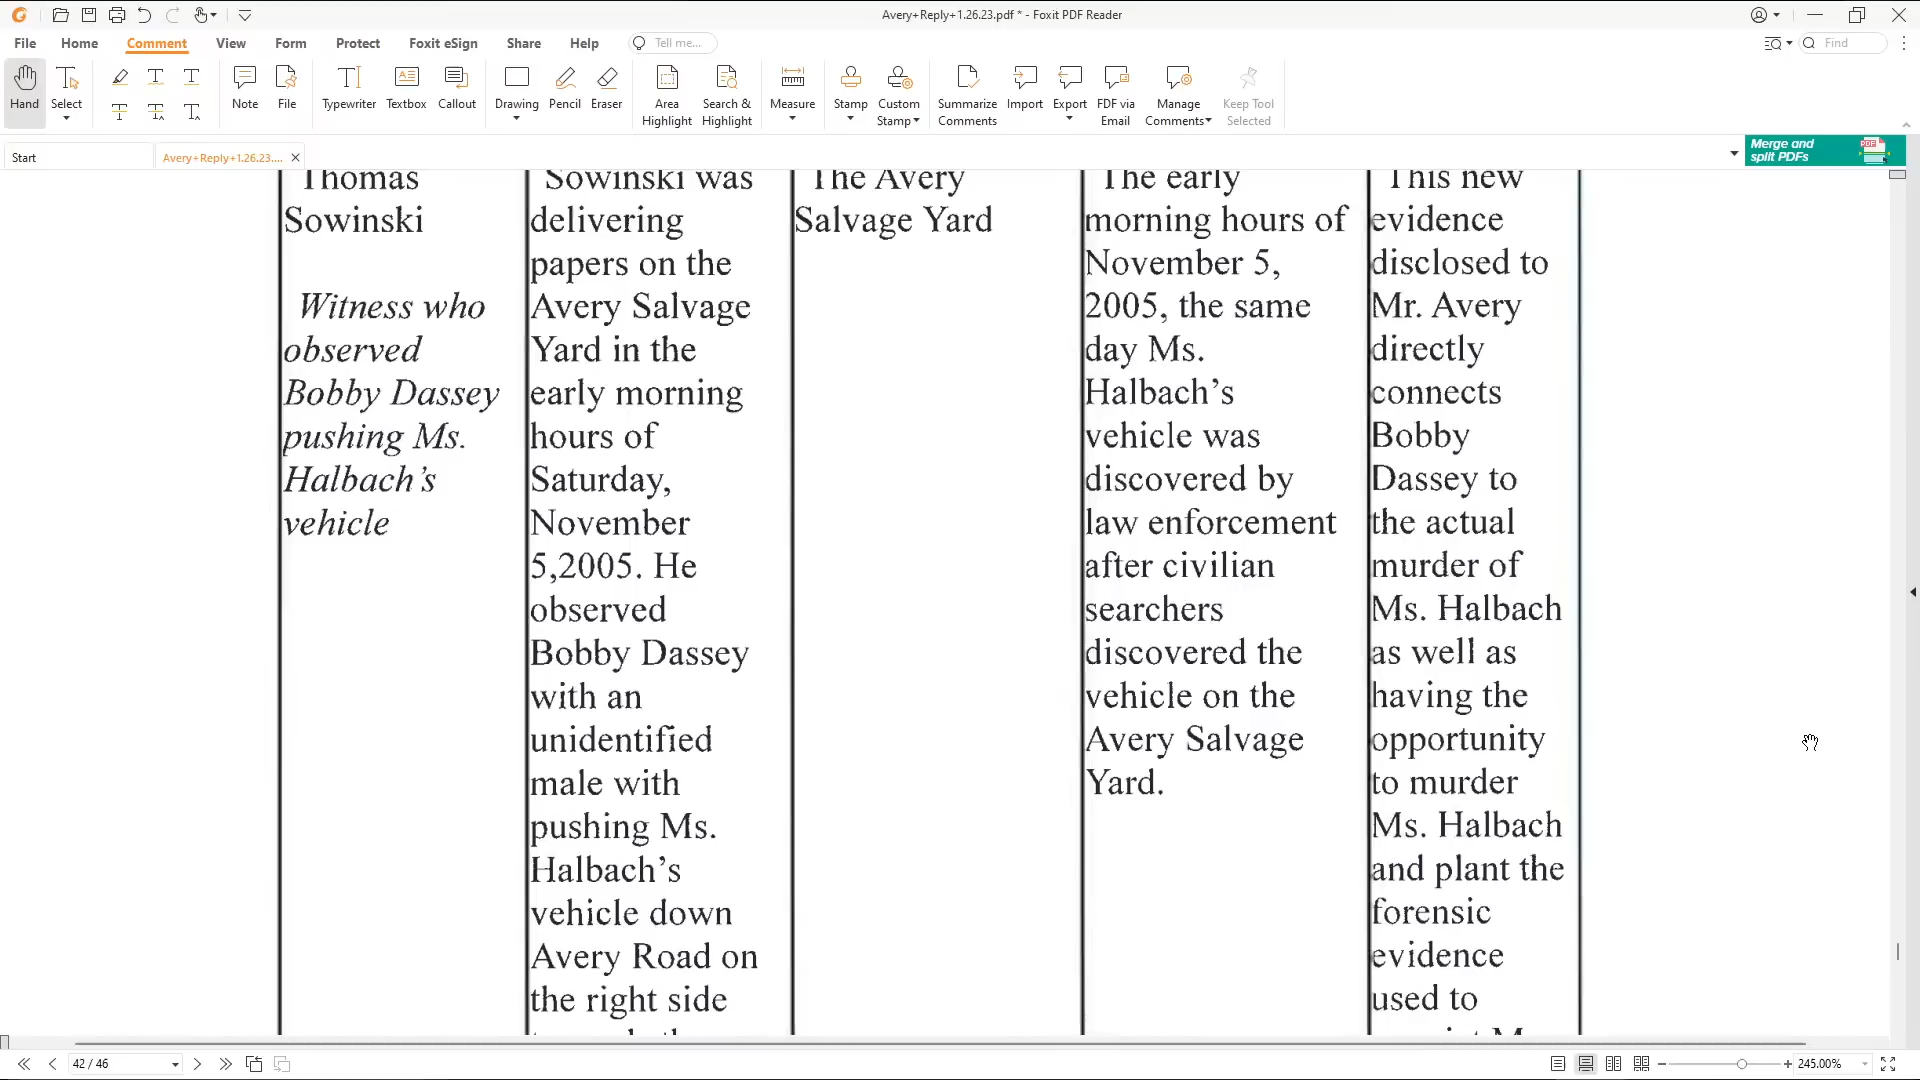 Avery+Reply+1.26.23.pdf * - Foxit PDF Reader
File Home Comment View Form Protect Foxit eSign Share Help Tell me... Find
Hand
Select
Note
File
Typewriter
Textbox
Callout
Drawing
Pencil
Eraser
Area
Highlight
Search &
Highlight
Measure
Stamp
Custom
Stamp
Summarize
Comments
Import
Export
FDF via
Email
Manage
Comments
Keep Tool
Selected
Start
Avery+Reply+1.26.23....
Merge and
split PDFs
PDF
Thomas
Sowinski
Witness who
observed
Bobby Dassey
pushing Ms.
Halbach's
vehicle
Sowinski was
delivering
papers on the
Avery Salvage
Yard in the
early morning
hours of
Saturday,
November
5,2005. He
observed
Bobby Dassey
with an
unidentified
male with
pushing Ms.
Halbach's
vehicle down
Avery Road on
the right side
The Avery
Salvage Yard
The early
morning hours of
November 5,
2005, the same
day Ms.
Halbach's
vehicle was
discovered by
law enforcement
after civilian
searchers
discovered the
vehicle on the
Avery Salvage
Yard.
This new
evidence
disclosed to
Mr. Avery
directly
connects
Bobby
Dassey to
the actual
murder of
Ms. Halbach
as well as
having the
opportunity
to murder
Ms. Halbach
and plant the
forensic
evidence
used to
42 / 46
245.00%